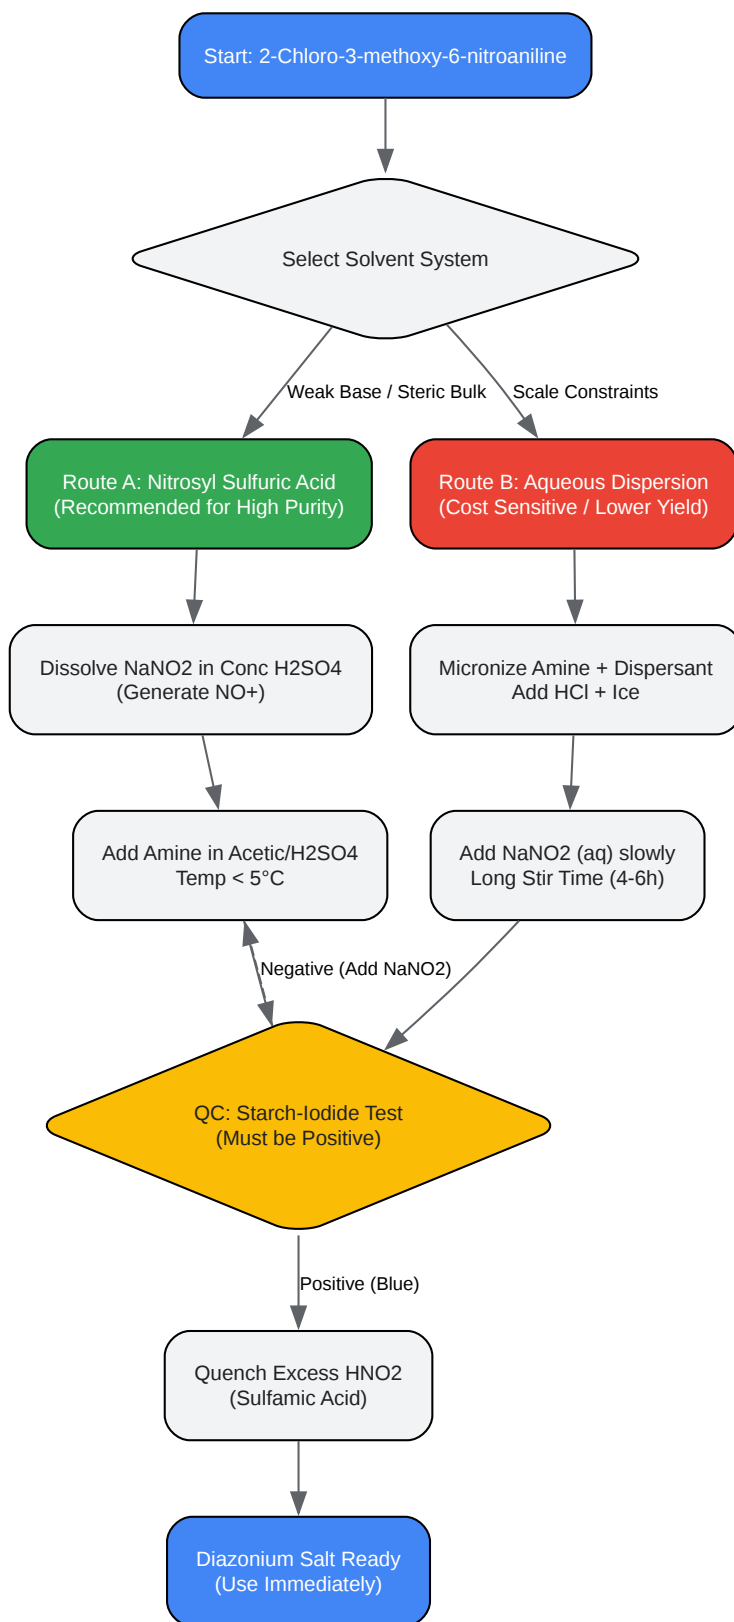 Start: 2-Chloro-3-methoxy-6-nitroaniline
Select Solvent System
Weak Base / Steric Bulk
Scale Constraints
Route A: Nitrosyl Sulfuric Acid
(Recommended for High Purity)
Route B: Aqueous Dispersion
(Cost Sensitive / Lower Yield)
Dissolve NaNO2 in Conc H2SO4
(Generate NO+)
Micronize Amine + Dispersant
Add HCl + Ice
Add Amine in Acetic/H2SO4
Temp < 5°C
Add NaNO2 (aq) slowly
Long Stir Time (4-6h)
Negative (Add NaNO2)
QC: Starch-Iodide Test
(Must be Positive)
Positive (Blue)
Quench Excess HNO2
(Sulfamic Acid)
Diazonium Salt Ready
(Use Immediately)